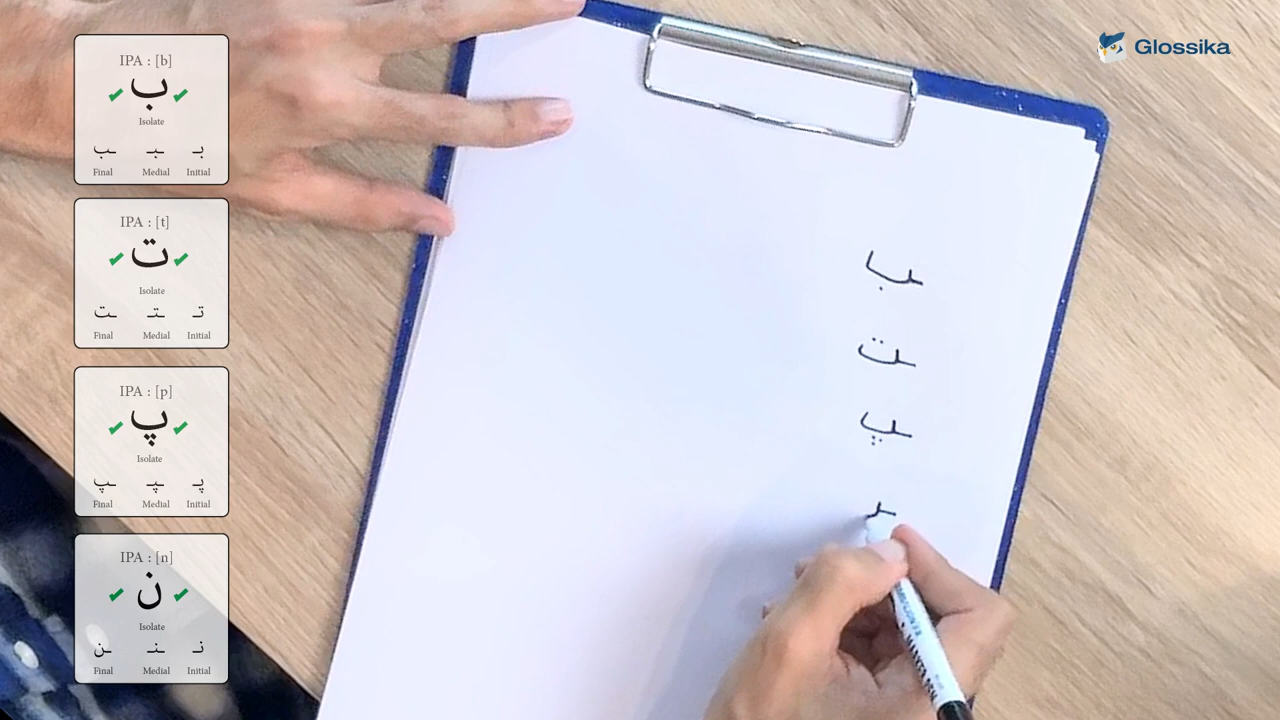 Glossika
IPA : [b]
ب
Isolate
ـب ـبـ بـ
Final Medial Initial
IPA : [t]
ت
Isolate
ـت ـتـ تـ
Final Medial Initial
IPA : [p]
پ
Isolate
ـپ ـپـ پـ
Final Medial Initial
IPA : [n]
ن
Isolate
ـن ـنـ نـ
Final Medial Initial
ـب
ـت
ـپ